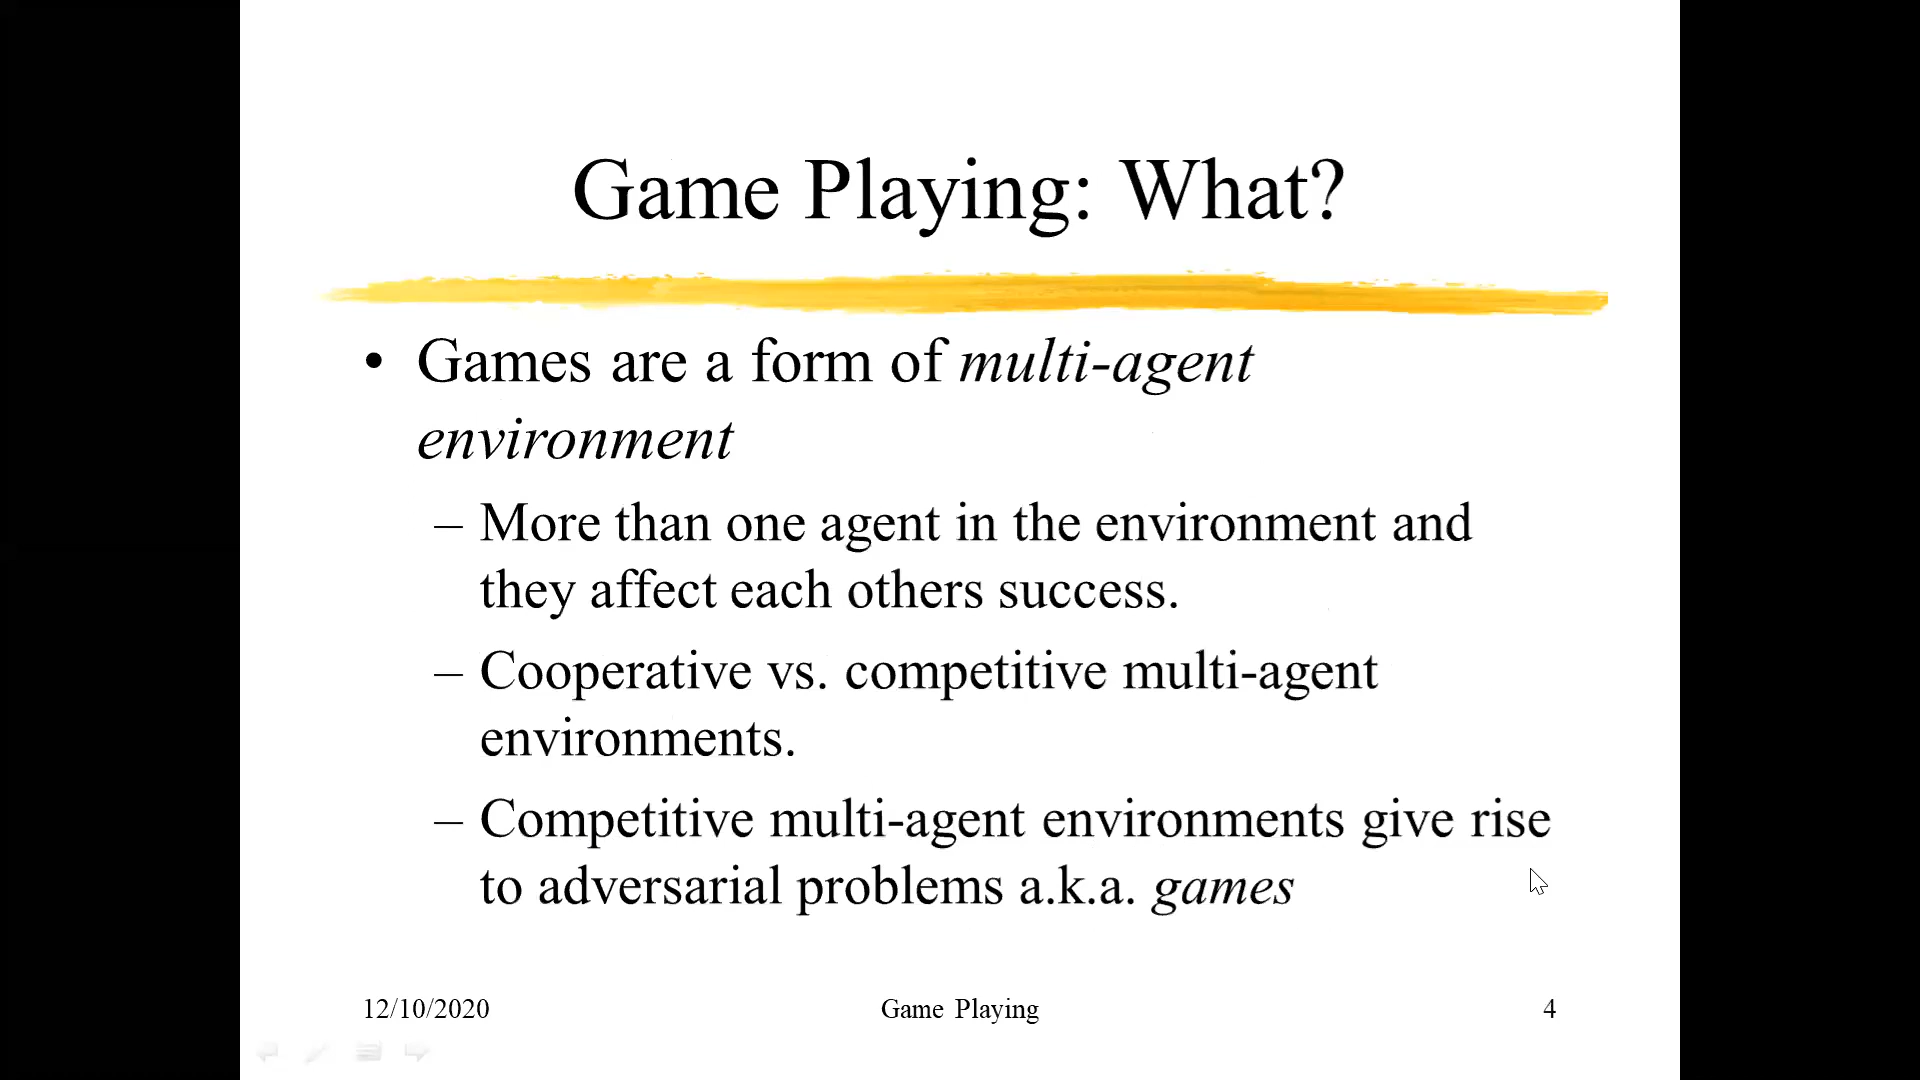 Game Playing: What?
• Games are a form of multi-agent
environment
– More than one agent in the environment and
they affect each others success.
– Cooperative vs. competitive multi-agent
environments.
– Competitive multi-agent environments give rise
to adversarial problems a.k.a. games
12/10/2020
Game Playing
4